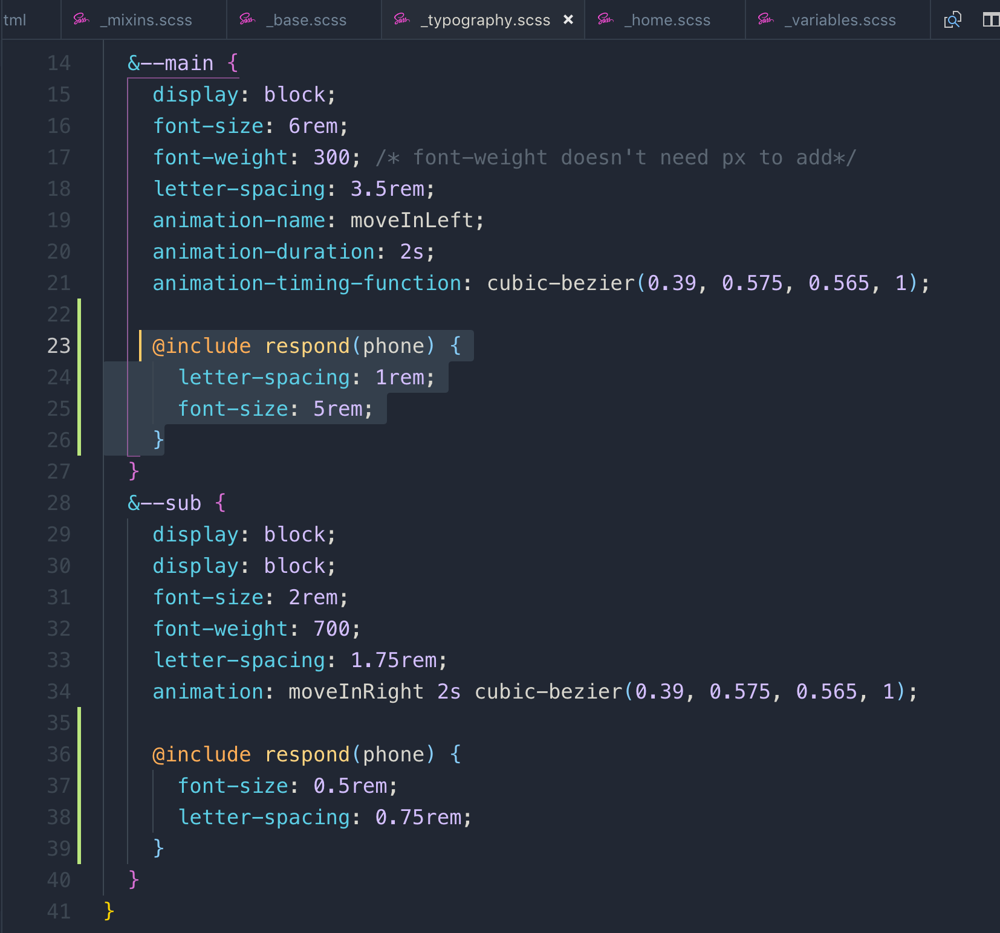 tml _mixins.scss _base.scss _typography.scss × _home.scss _variables.scss
14 &--main {
15 display: block;
16 font-size: 6rem;
17 font-weight: 300; /* font-weight doesn't need px to add*/
18 letter-spacing: 3.5rem;
19 animation-name: moveInLeft;
20 animation-duration: 2s;
21 animation-timing-function: cubic-bezier(0.39, 0.575, 0.565, 1);
22
23 @include respond(phone) {
24 letter-spacing: 1rem;
25 font-size: 5rem;
26 }
27 }
28 &--sub {
29 display: block;
30 display: block;
31 font-size: 2rem;
32 font-weight: 700;
33 letter-spacing: 1.75rem;
34 animation: moveInRight 2s cubic-bezier(0.39, 0.575, 0.565, 1);
35
36 @include respond(phone) {
37 font-size: 0.5rem;
38 letter-spacing: 0.75rem;
39 }
40 }
41 }